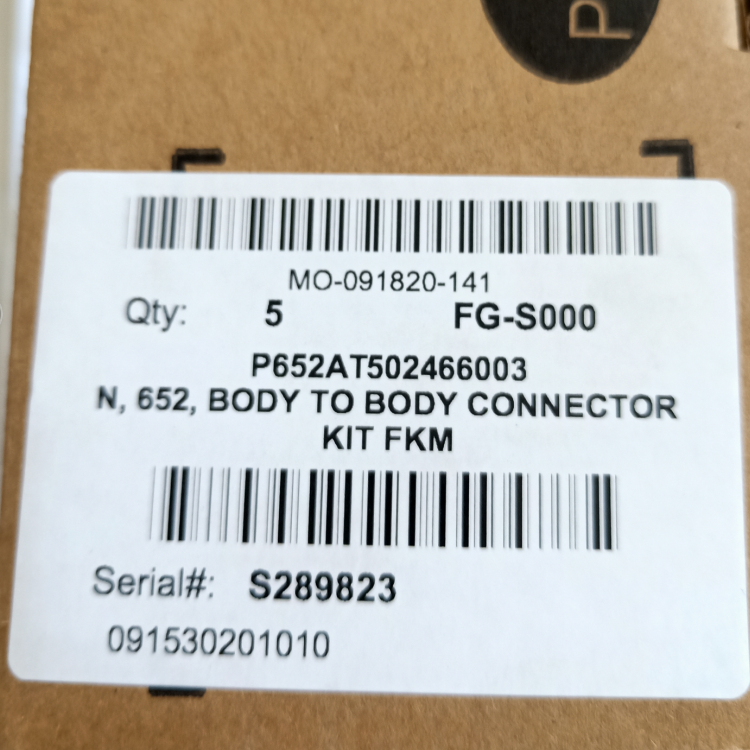 P
MO-091820-141
Qty: 5 FG-S000
P652AT502466003
N, 652, BODY TO BODY CONNECTOR
KIT FKM
Serial#: S289823
091530201010